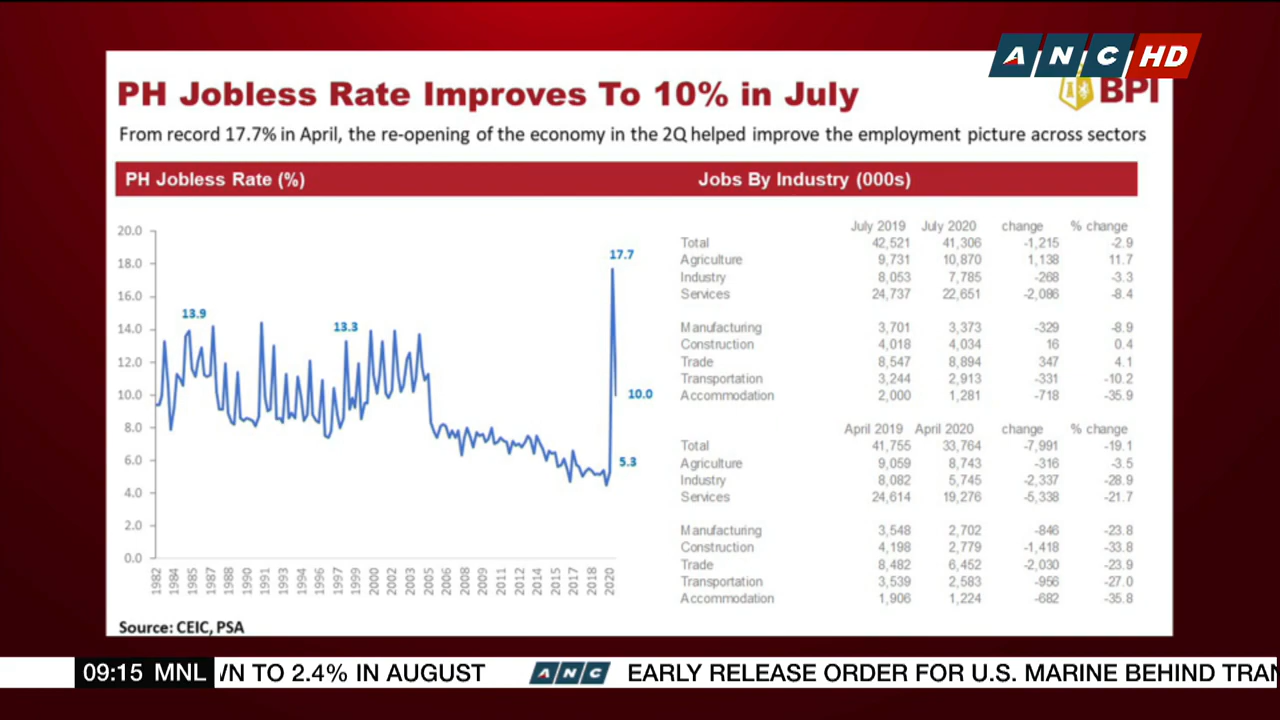 ANC HD
BPI
PH Jobless Rate Improves To 10% in July
From record 17.7% in April, the re-opening of the economy in the 2Q helped improve the employment picture across sectors
PH Jobless Rate (%)
20.0
18.0
16.0
14.0
12.0
10.0
8.0
6.0
4.0
2.0
0.0
13.9
13.3
17.7
10.0
5.3
1982 1984 1985 1987 1988 1990 1991 1993 1994 1996 1997 1999 2000 2002 2003 2005 2006 2008 2009 2011 2012 2014 2015 2017 2018 2020
Jobs By Industry (000s)
July 2019 July 2020 change % change
Total 42,521 41,306 -1,215 -2.9
Agriculture 9,731 10,870 1,138 11.7
Industry 8,053 7,785 -268 -3.3
Services 24,737 22,651 -2,086 -8.4
Manufacturing 3,701 3,373 -329 -8.9
Construction 4,018 4,034 16 0.4
Trade 8,547 8,894 347 4.1
Transportation 3,244 2,913 -331 -10.2
Accommodation 2,000 1,281 -718 -35.9
April 2019 April 2020 change % change
Total 41,755 33,764 -7,991 -19.1
Agriculture 9,059 8,743 -316 -3.5
Industry 8,082 5,745 -2,337 -28.9
Services 24,614 19,276 -5,338 -21.7
Manufacturing 3,548 2,702 -846 -23.8
Construction 4,198 2,779 -1,418 -33.8
Trade 8,482 6,452 -2,030 -23.9
Transportation 3,539 2,583 -956 -27.0
Accommodation 1,906 1,224 -682 -35.8
Source: CEIC, PSA
09:15 MNL WN TO 2.4% IN AUGUST ANC EARLY RELEASE ORDER FOR U.S. MARINE BEHIND TRAN